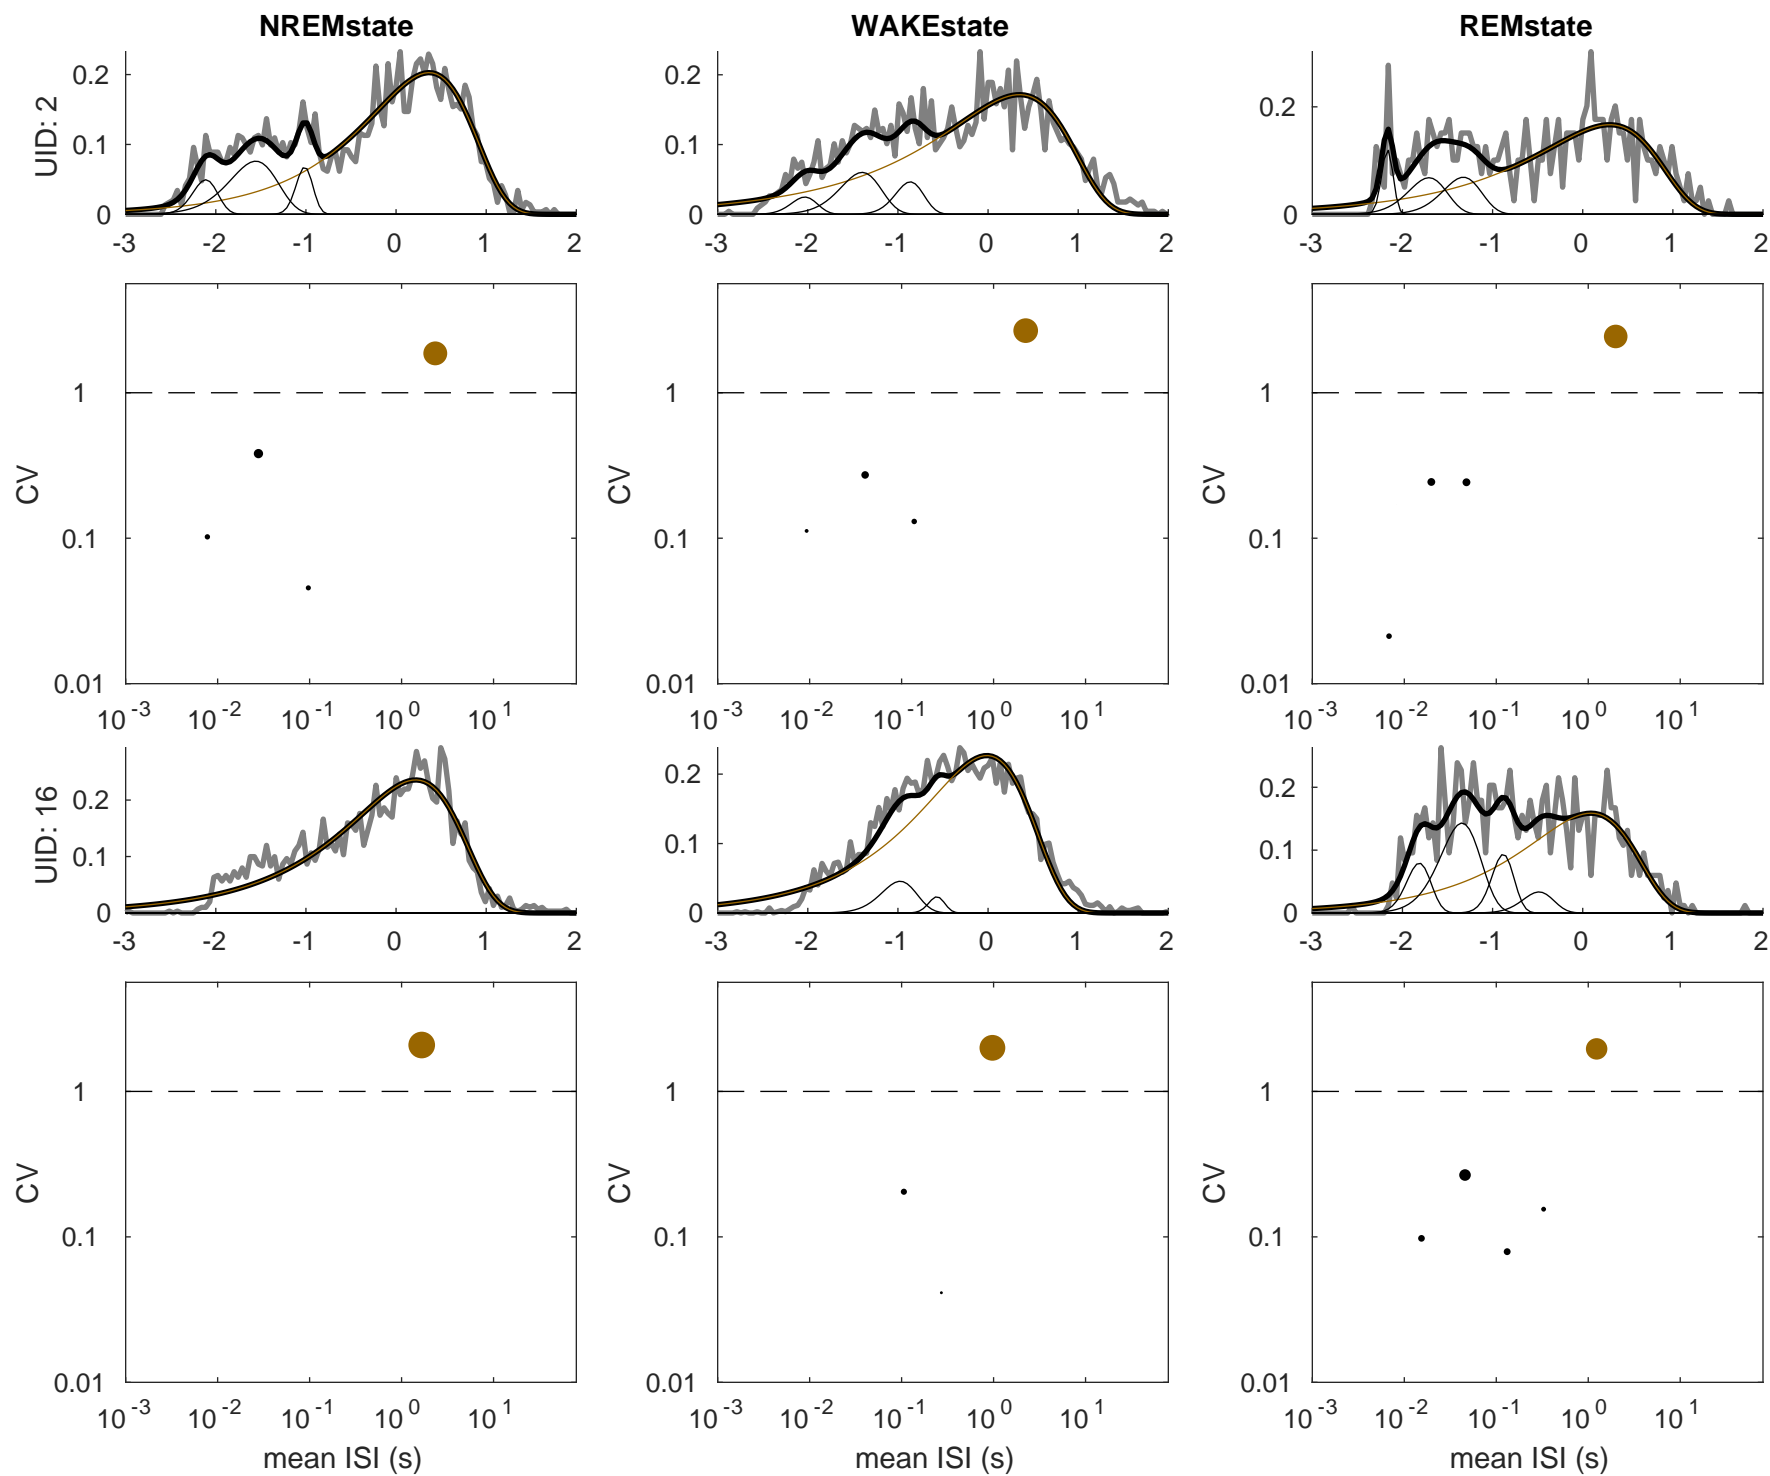 NREMstate WAKEstate REMstate
UID: 2
0.2 0.1 0
0.2 0.1 0
0.2 0
-3 -2 -1 0 1 2
-3 -2 -1 0 1 2
-3 -2 -1 0 1 2
CV 1 0.1 0.01
CV 1 0.1 0.01
CV 1 0.1 0.01
10^-3 10^-2 10^-1 10^0 10^1
10^-3 10^-2 10^-1 10^0 10^1
10^-3 10^-2 10^-1 10^0 10^1
UID: 16
0.2 0.1 0
0.2 0.1 0
0.2 0.1 0
-3 -2 -1 0 1 2
-3 -2 -1 0 1 2
-3 -2 -1 0 1 2
CV 1 0.1 0.01
CV 1 0.1 0.01
CV 1 0.1 0.01
10^-3 10^-2 10^-1 10^0 10^1
10^-3 10^-2 10^-1 10^0 10^1
10^-3 10^-2 10^-1 10^0 10^1
mean ISI (s) mean ISI (s) mean ISI (s)